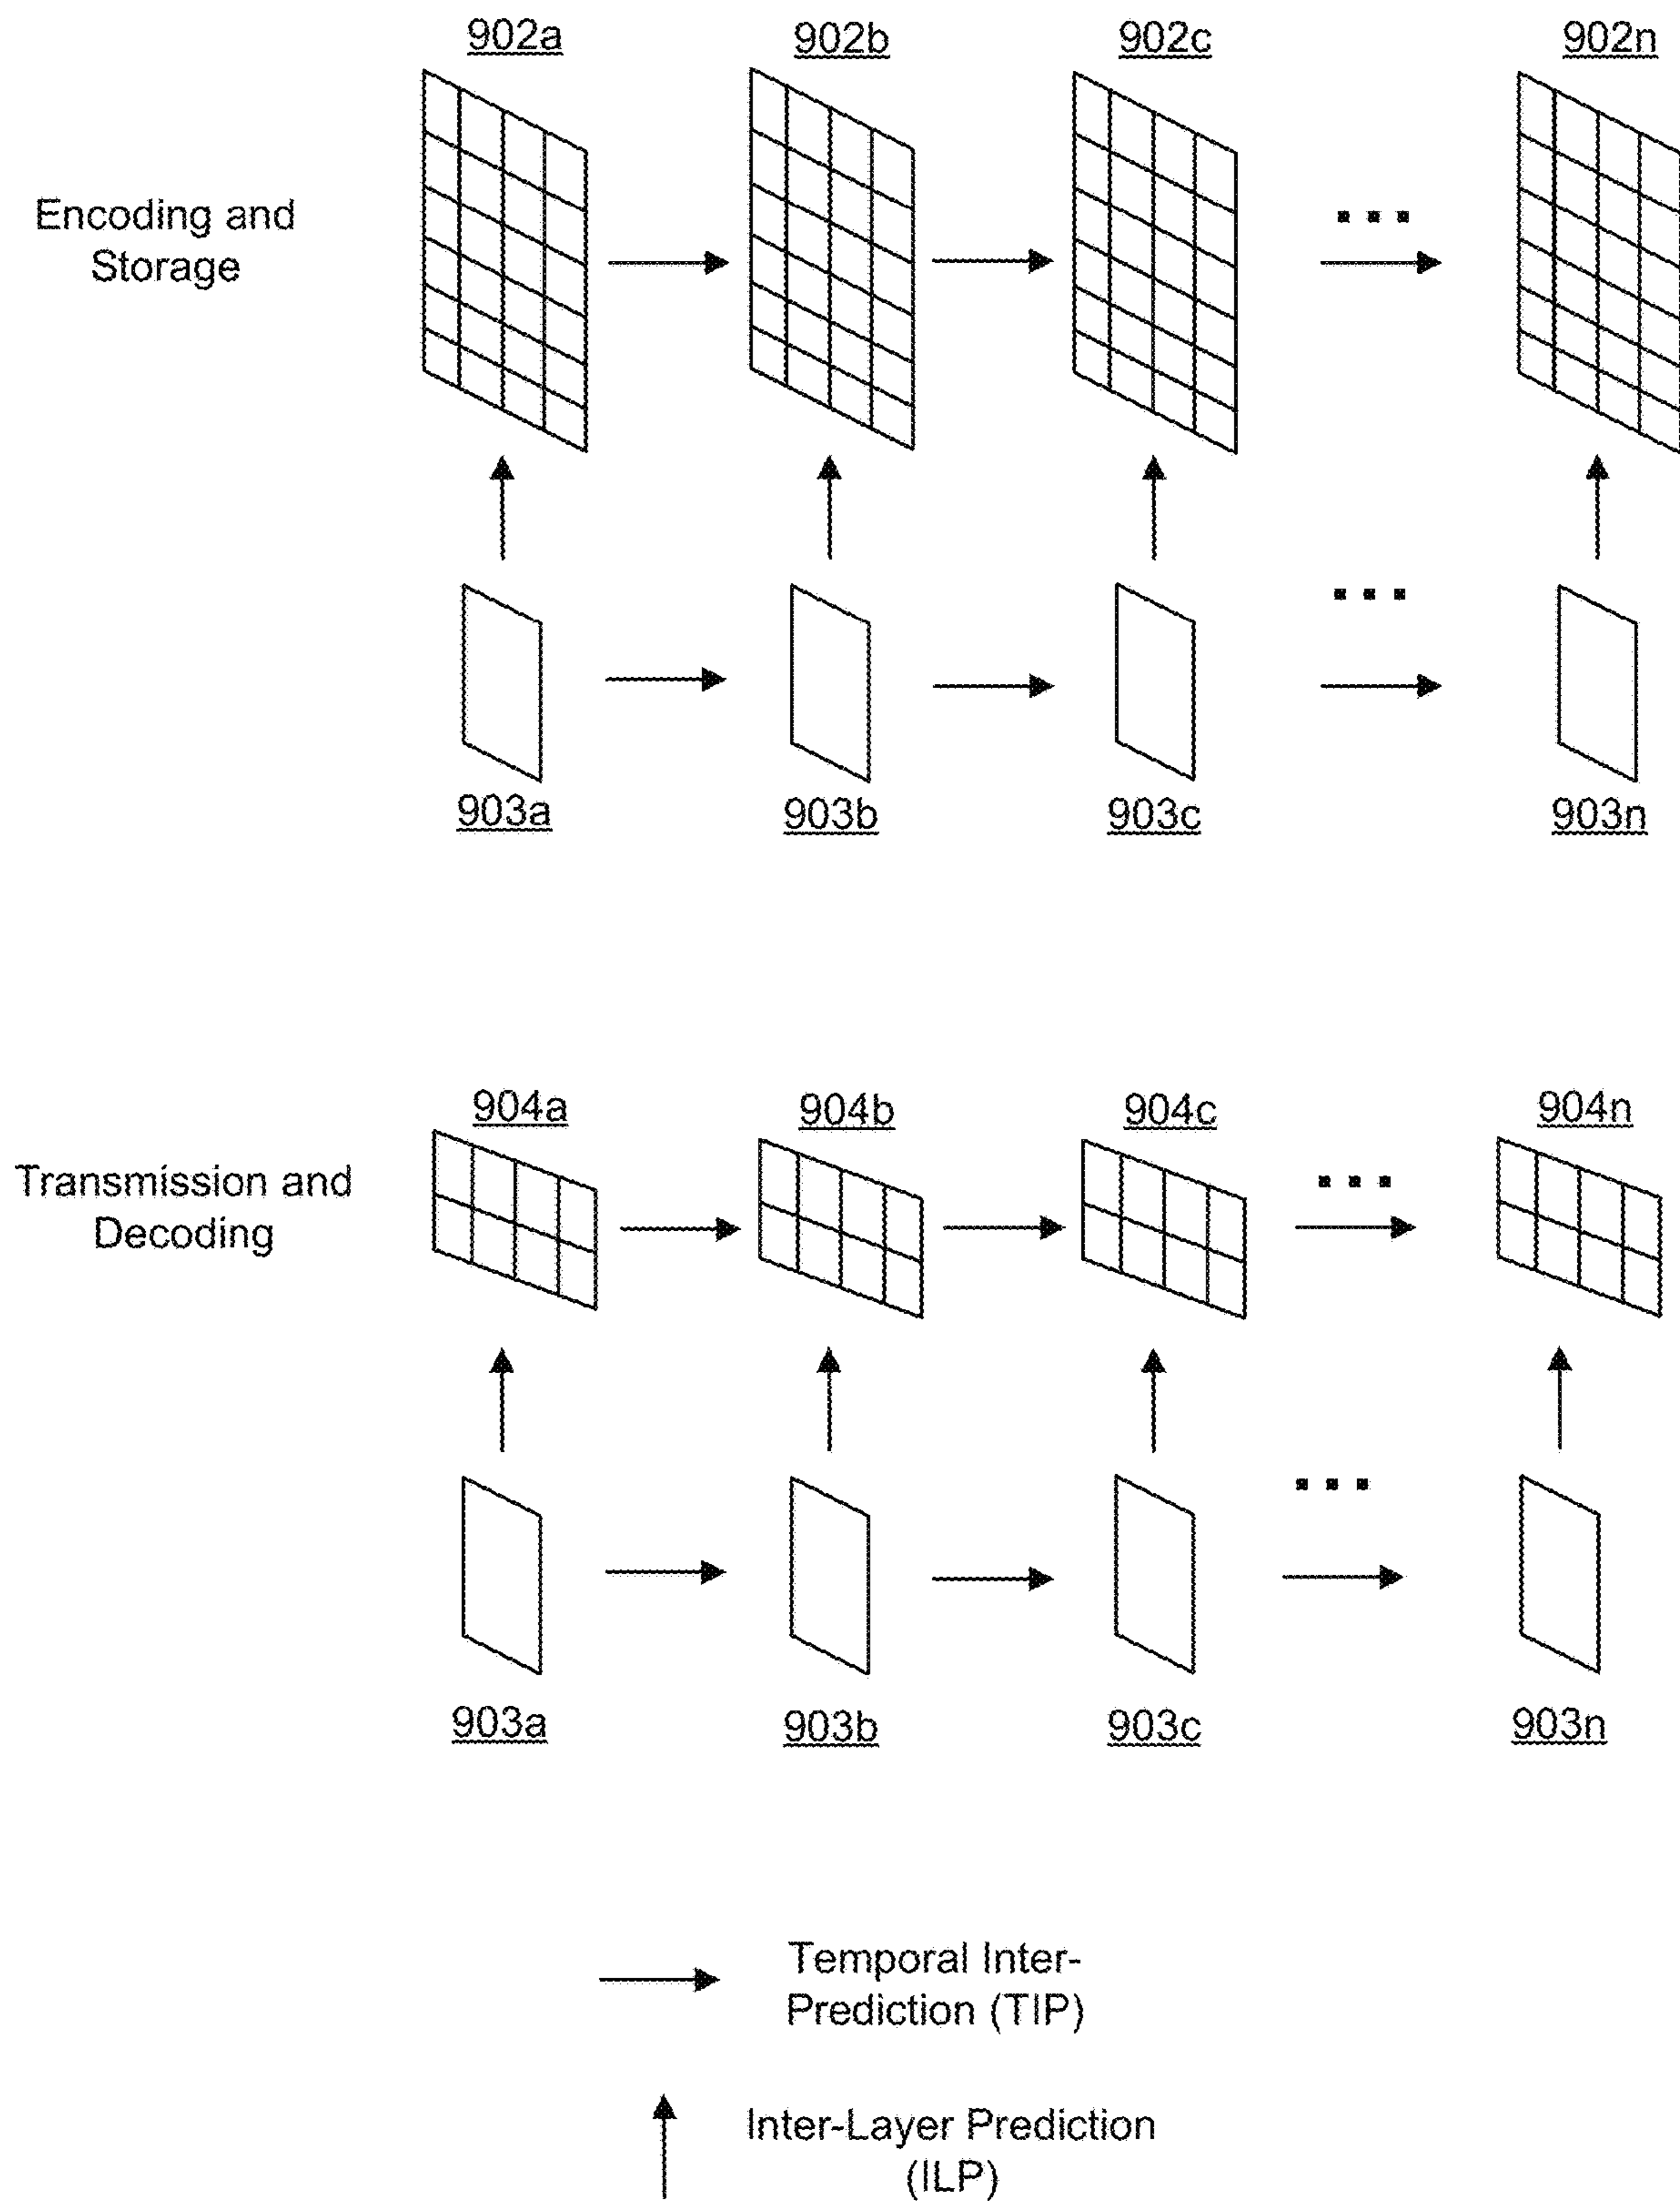 902a 902b 902c 902n
Encoding and
Storage
903a 903b 903c 903n
904a 904b 904c 904n
Transmission and
Decoding
903a 903b 903c 903n
Temporal Inter-
Prediction (TIP)
Inter-Layer Prediction
(ILP)